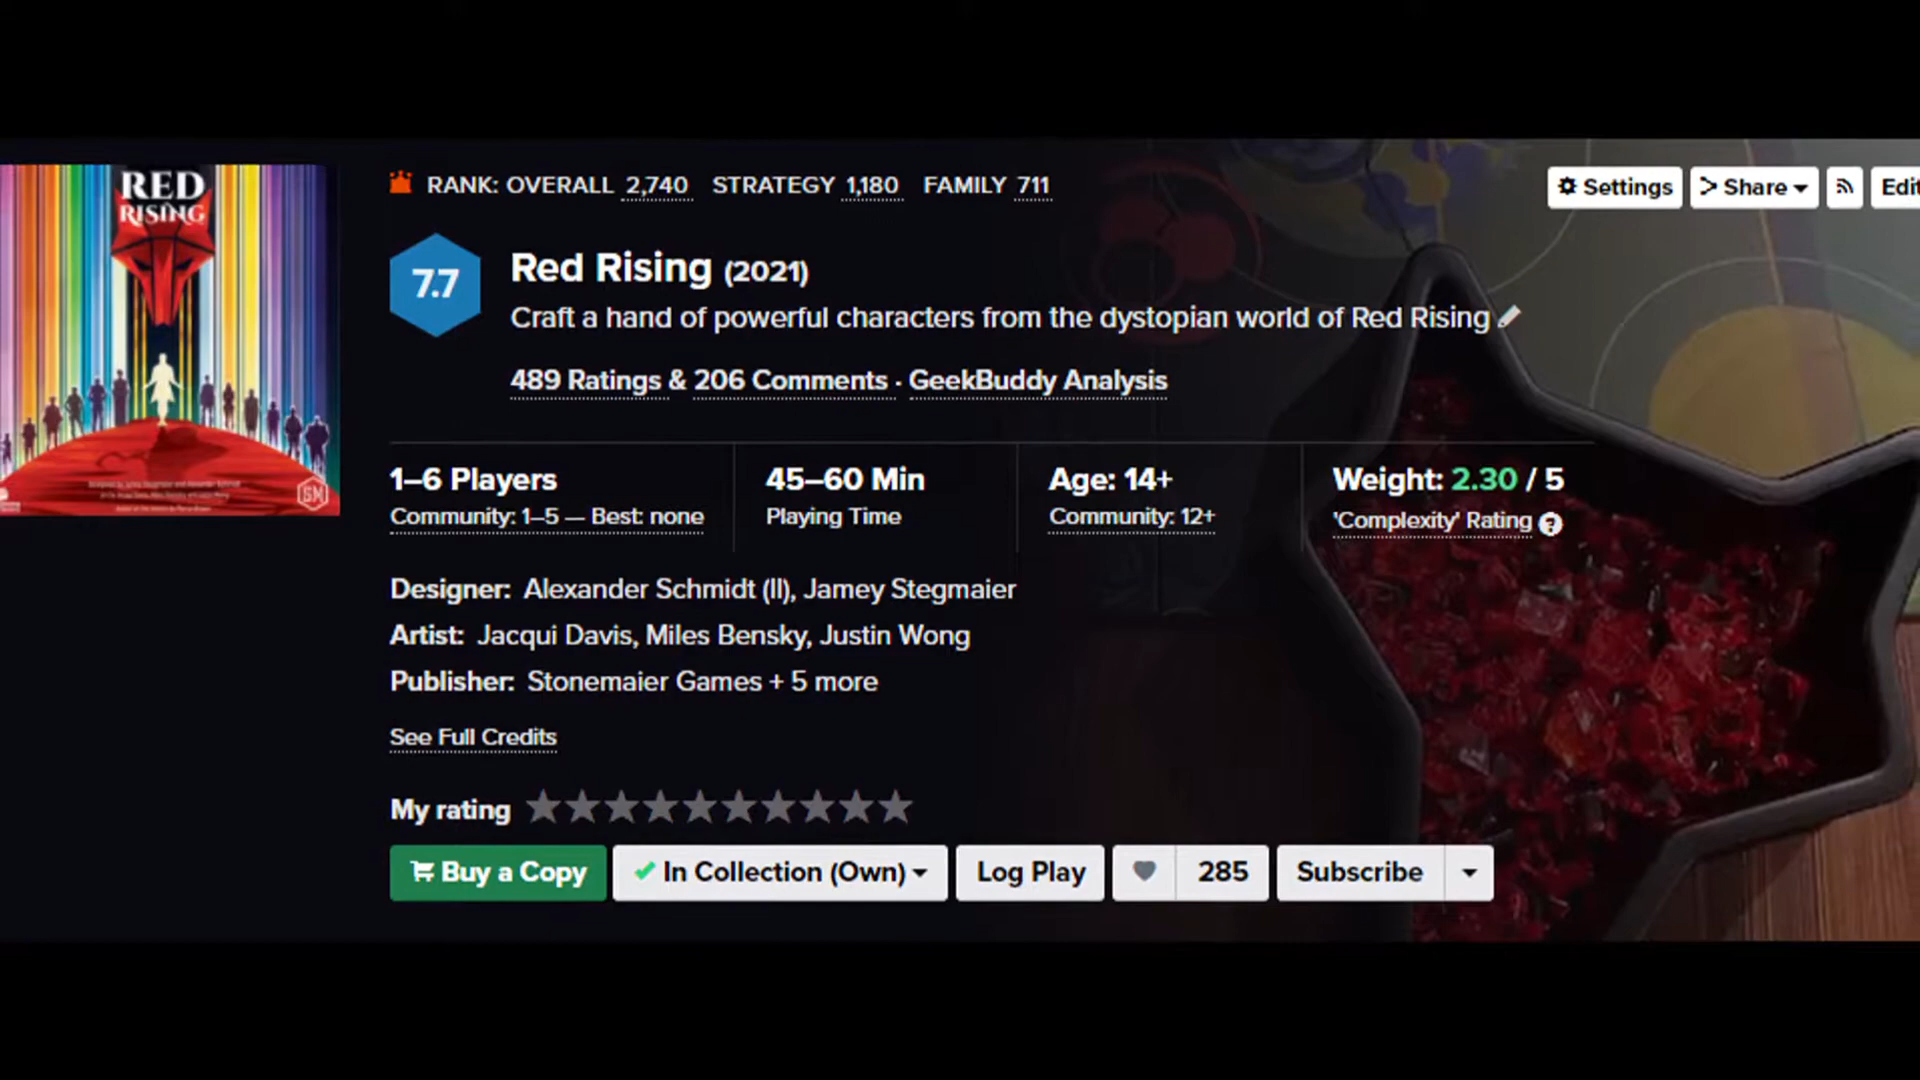 RED
RISING
GM
RANK: OVERALL 2,740 STRATEGY 1,180 FAMILY 711
Settings
Share
Edit
7.7
Red Rising (2021)
Craft a hand of powerful characters from the dystopian world of Red Rising
489 Ratings & 206 Comments · GeekBuddy Analysis
1–6 Players
Community: 1–5 — Best: none
45–60 Min
Playing Time
Age: 14+
Community: 12+
Weight: 2.30 / 5
'Complexity' Rating ?
Designer: Alexander Schmidt (II), Jamey Stegmaier
Artist: Jacqui Davis, Miles Bensky, Justin Wong
Publisher: Stonemaier Games + 5 more
See Full Credits
My rating
Buy a Copy
In Collection (Own)
Log Play
285
Subscribe